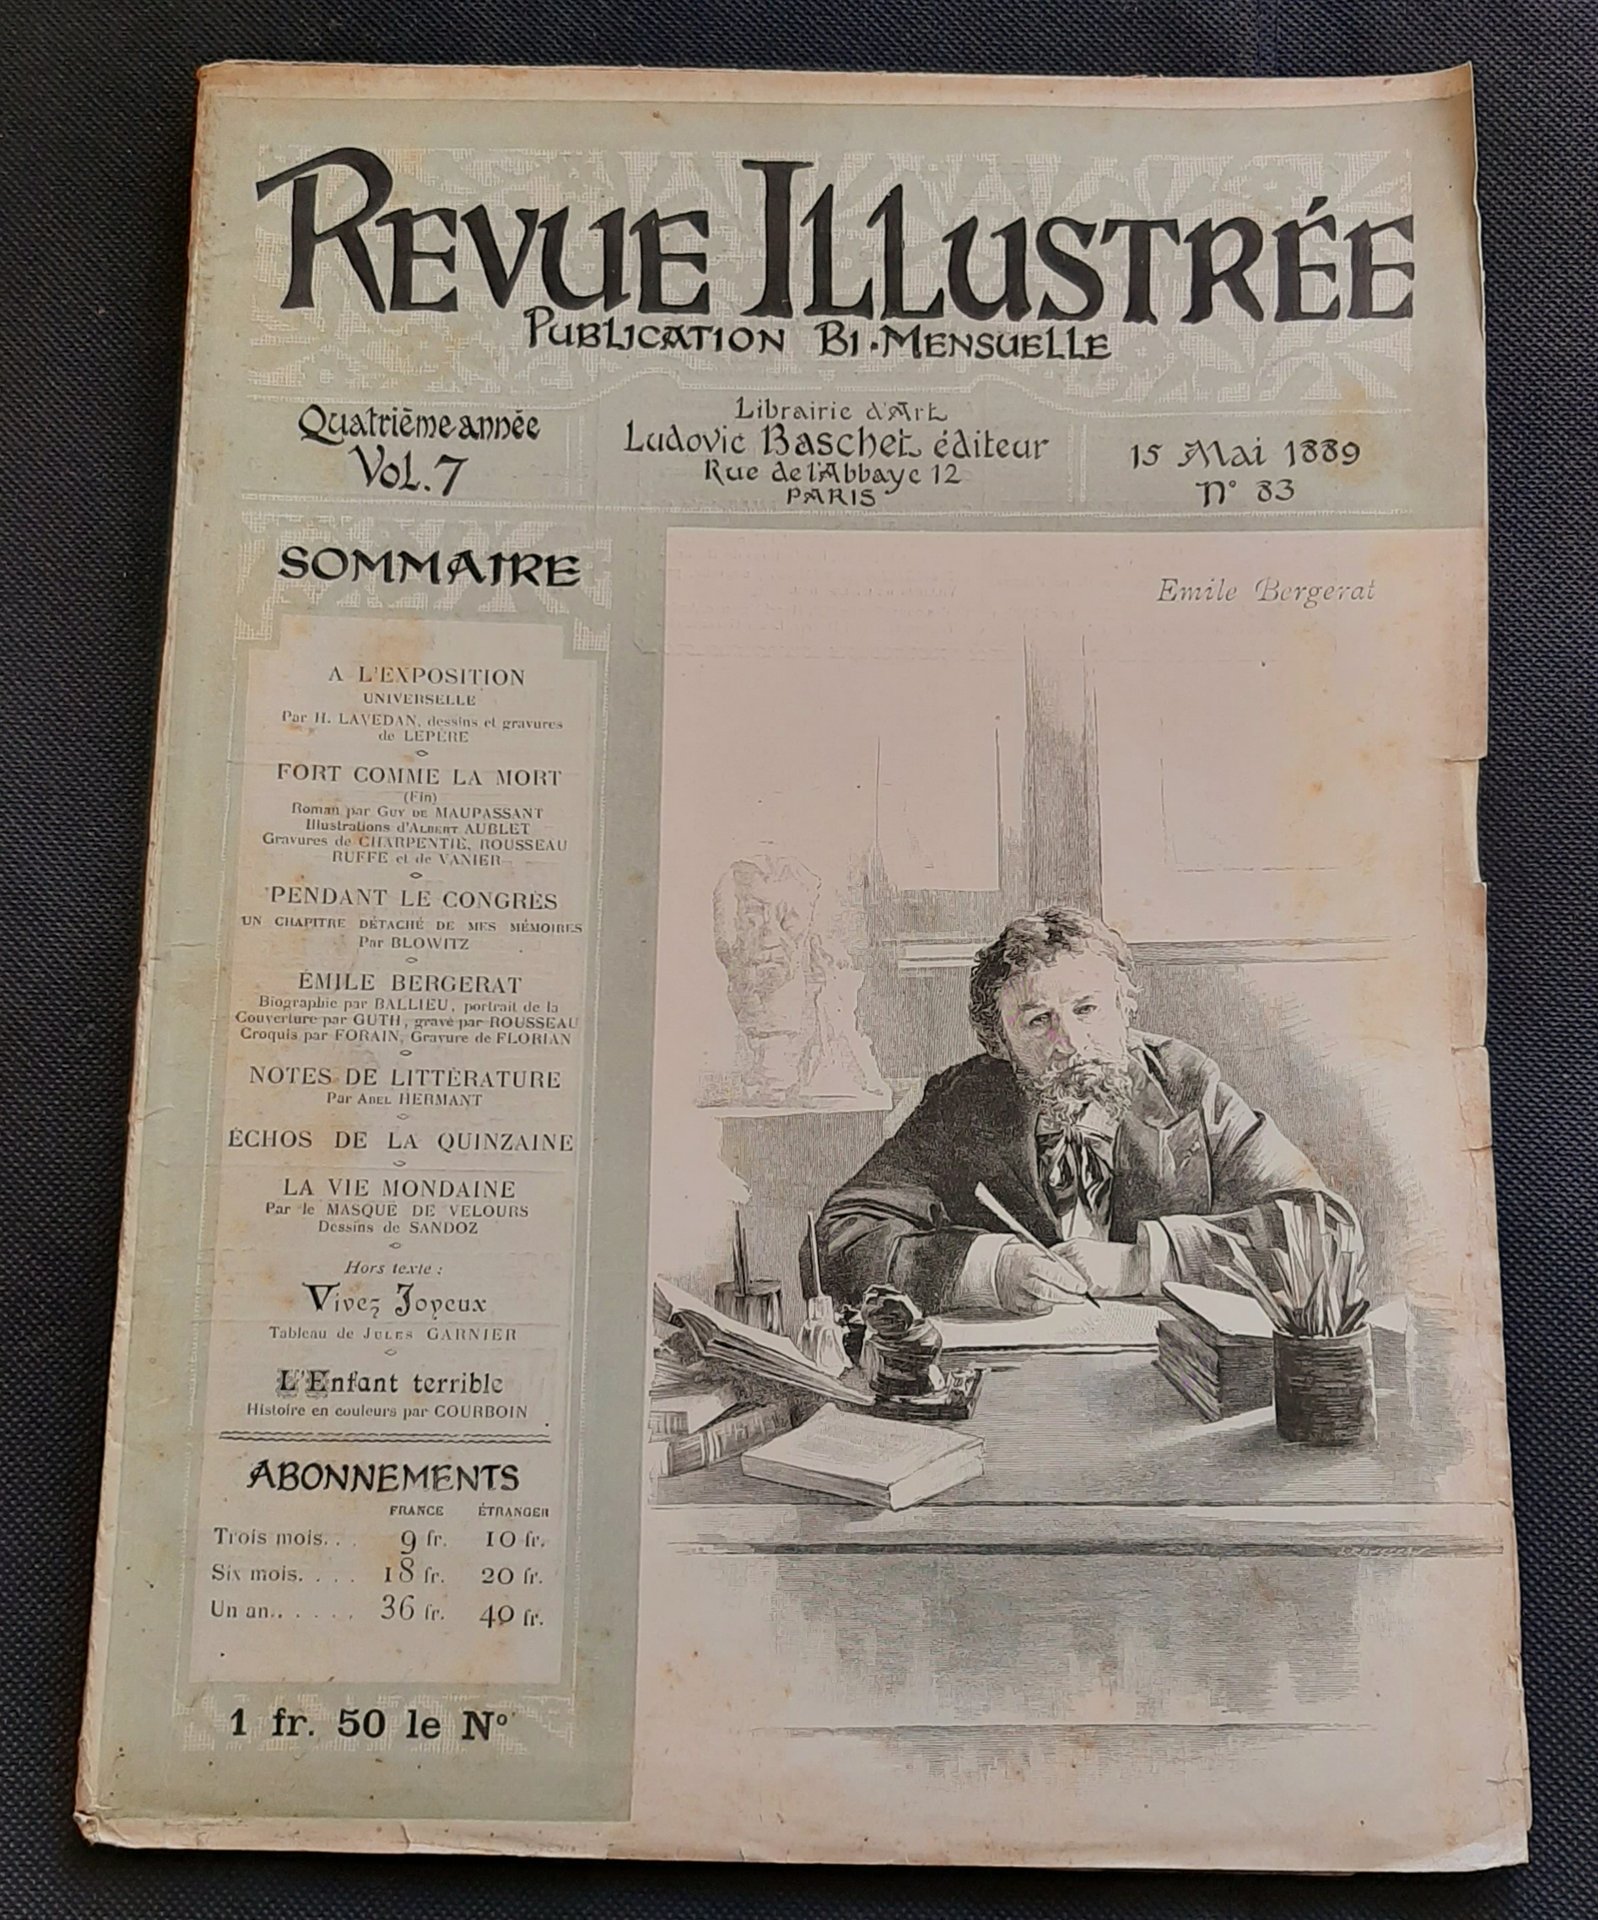 REVUE ILLUSTRÉE
PUBLICATION BI-MENSUELLE
Quatrième année
Vol. 7
Librairie d'Art
Ludovic Baschet éditeur
Rue de l'Abbaye 12
PARIS
15 Mai 1889
N° 83
SOMMAIRE
A L'EXPOSITION
UNIVERSELLE
Par H. LAVEDAN, dessins et gravures
de LEPÈRE
FORT COMME LA MORT
(Fin)
Roman par GUY DE MAUPASSANT
Illustrations d'ALBERT AUBLET
Gravures de CHARPENTIE, ROUSSEAU
RUFFE et de VANIER
PENDANT LE CONGRÈS
UN CHAPITRE DÉTACHÉ DE MES MÉMOIRES
Par BLOWITZ
ÉMILE BERGERAT
Biographie par BALLIEU, portrait de la
Couverture par GUTH, gravé par ROUSSEAU
Croquis par FORAIN, Gravure de FLORIAN
NOTES DE LITTÉRATURE
Par ABEL HERMANT
ÉCHOS DE LA QUINZAINE
LA VIE MONDAINE
Par le MASQUE DE VELOURS
Dessins de SANDOZ
Hors texte :
Vivez Joyeux
Tableau de JULES GARNIER
L'Enfant terrible
Histoire en couleurs par COURBOIN
ABONNEMENTS
FRANCE ÉTRANGER
Trois mois. . . 9 fr. 10 fr.
Six mois. . . . . 18 fr. 20 fr.
Un an. . . . . . . 36 fr. 40 fr.
1 fr. 50 le N°
Emile Bergerat